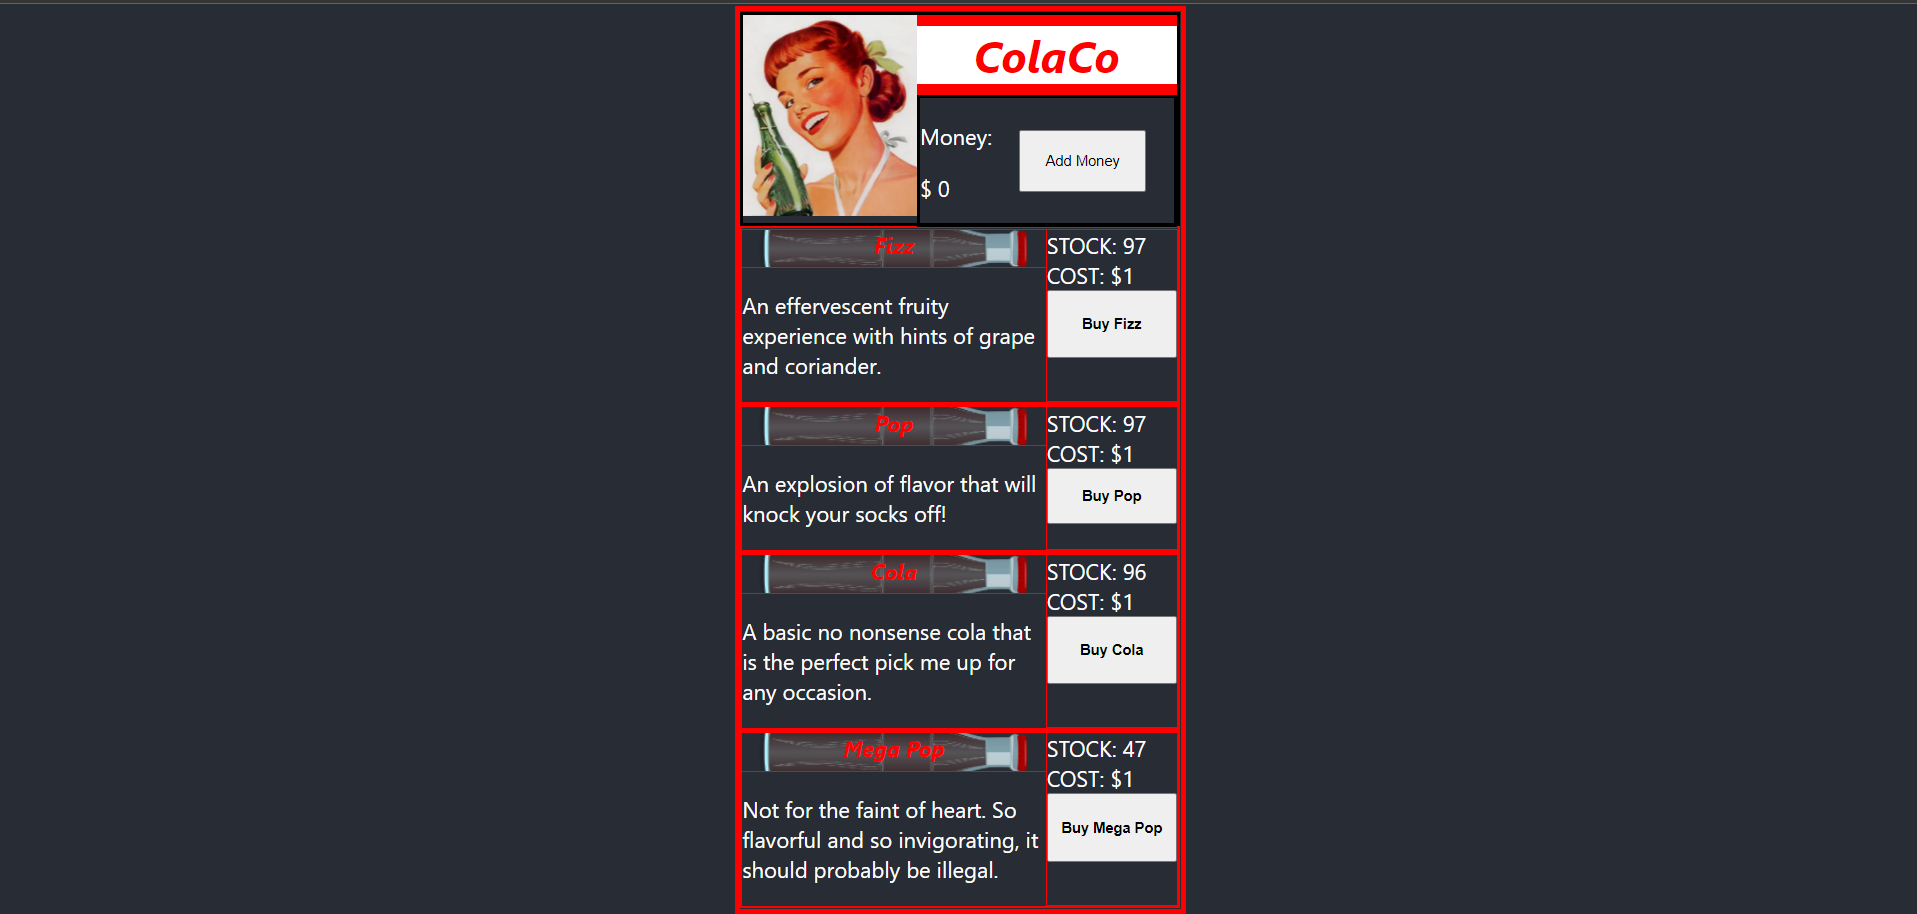 ColaCo
Money:
$ 0
Add Money
Fizz
STOCK: 97
COST: $1
Buy Fizz
An effervescent fruity
experience with hints of grape
and coriander.
Pop
STOCK: 97
COST: $1
Buy Pop
An explosion of flavor that will
knock your socks off!
Cola
STOCK: 96
COST: $1
Buy Cola
A basic no nonsense cola that
is the perfect pick me up for
any occasion.
Mega Pop
STOCK: 47
COST: $1
Buy Mega Pop
Not for the faint of heart. So
flavorful and so invigorating, it
should probably be illegal.